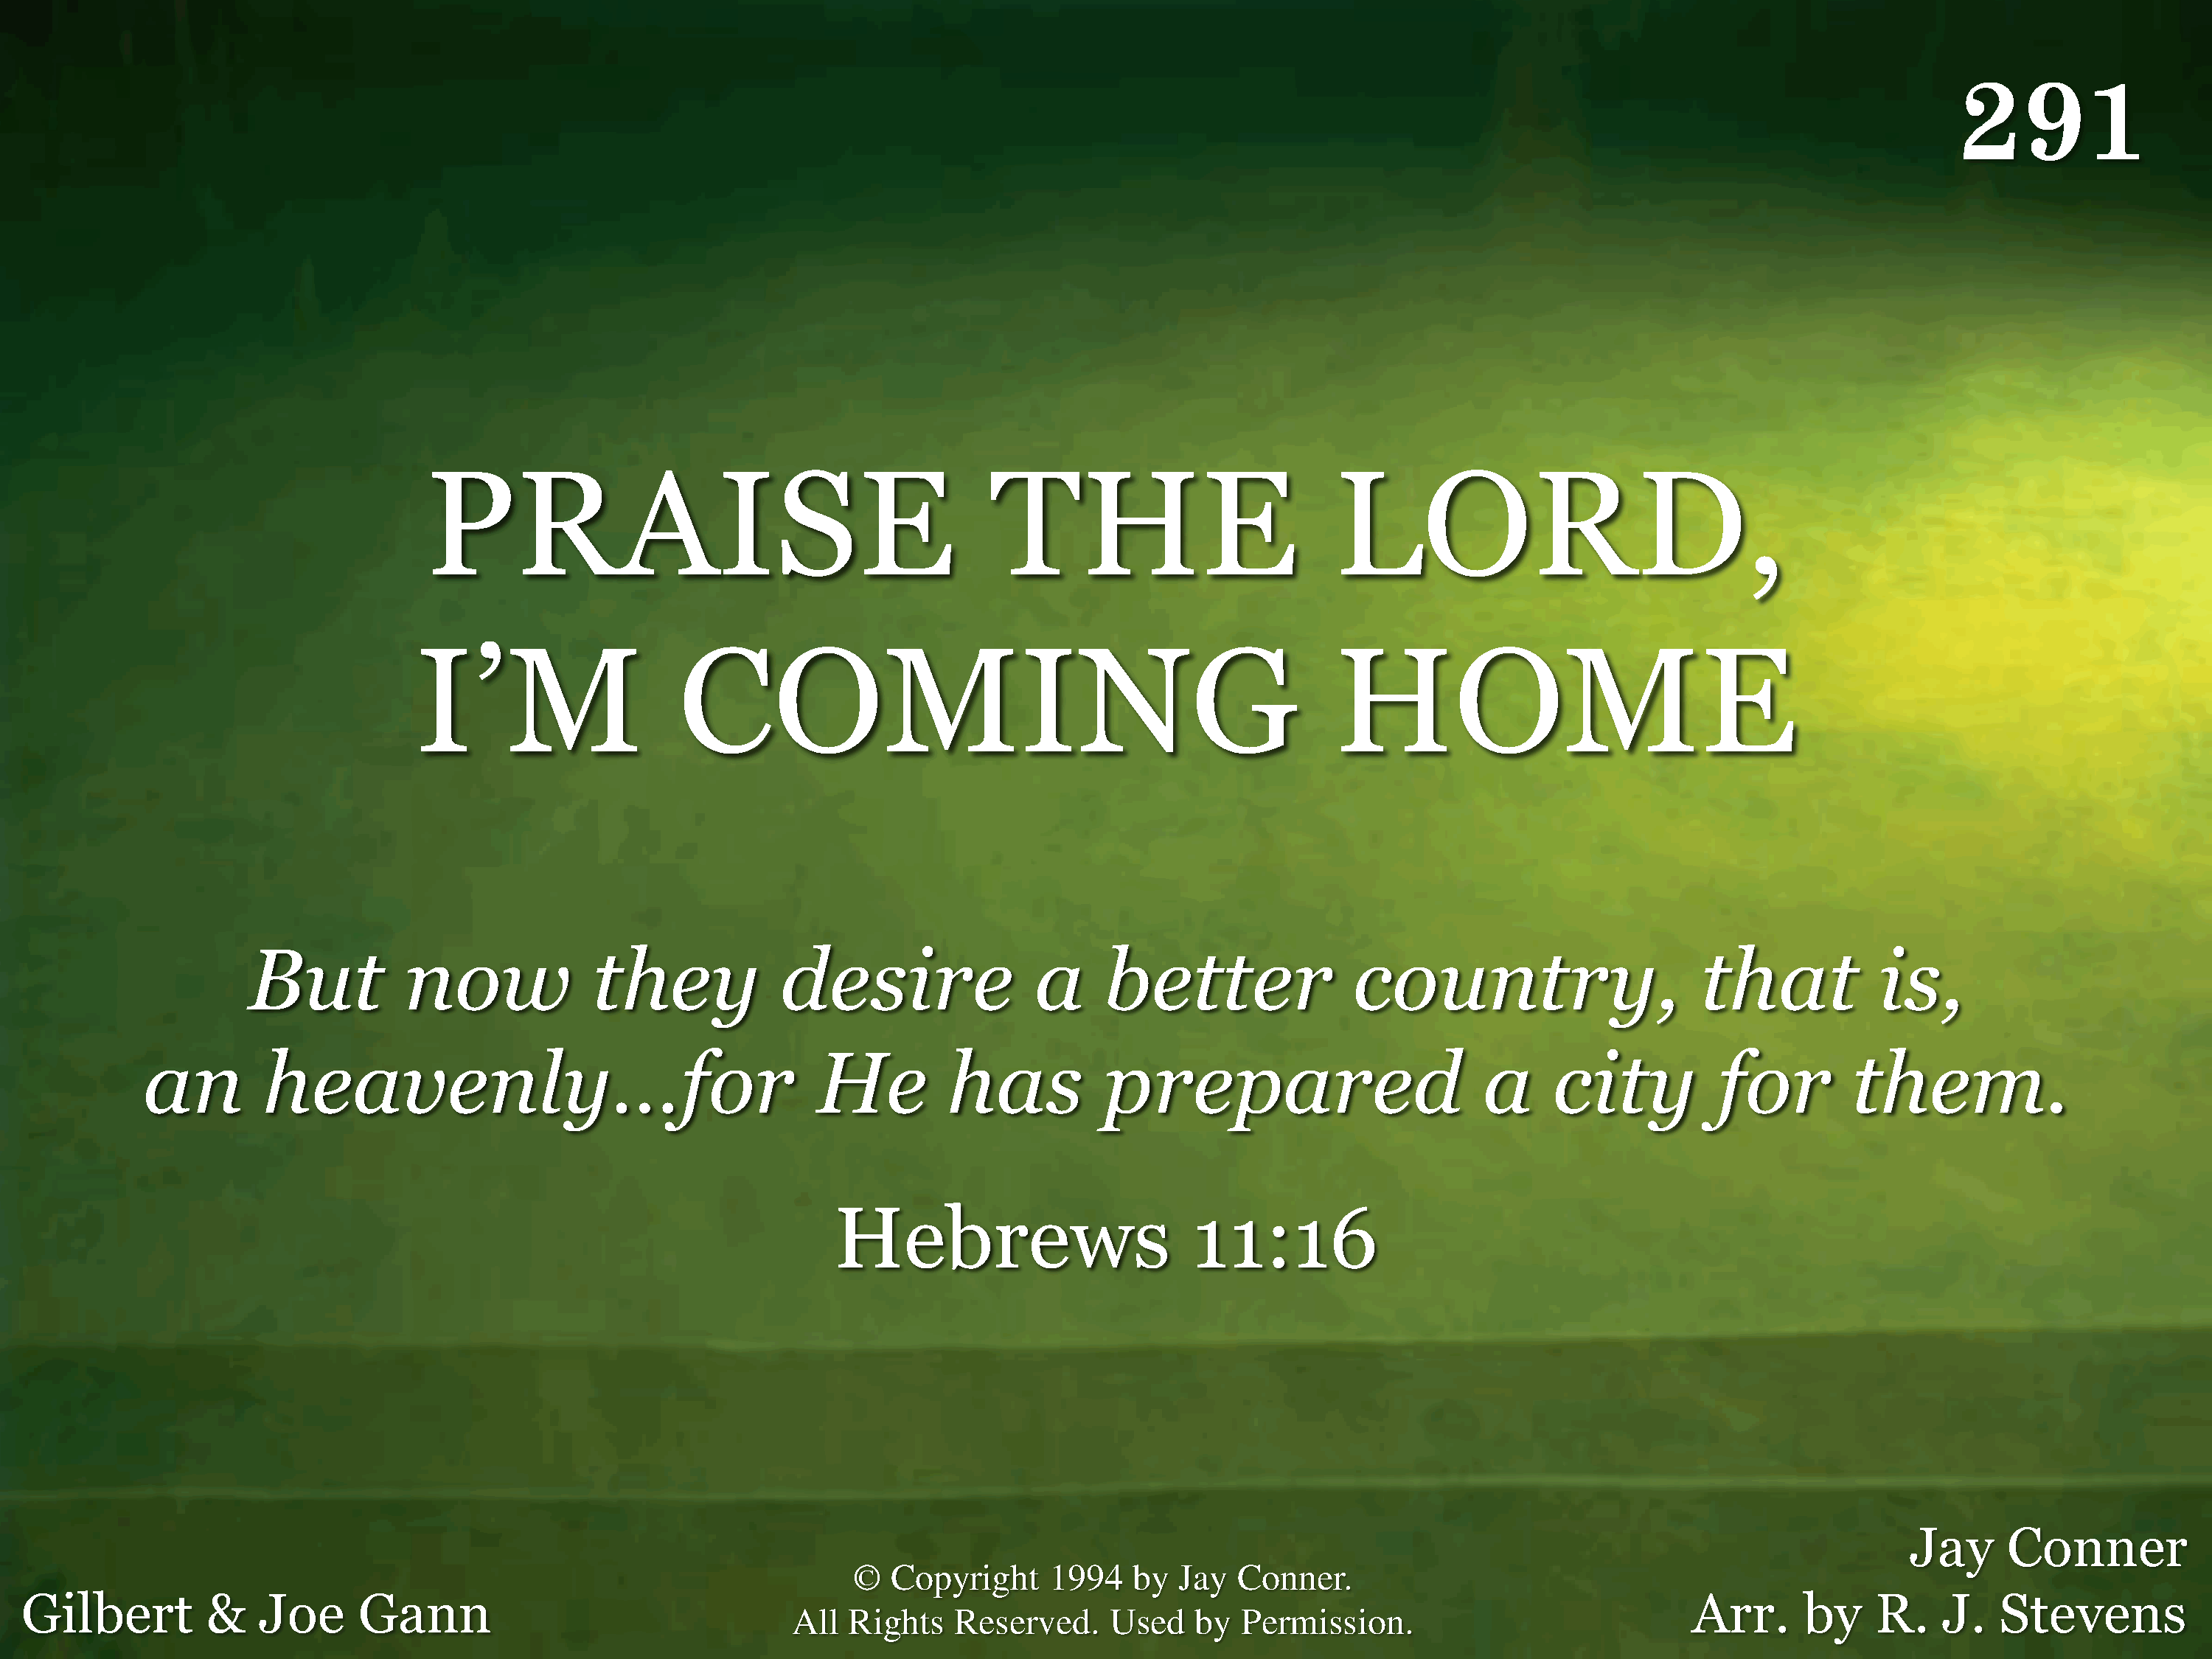 291
PRAISE THE LORD,
I’M COMING HOME
But now they desire a better country, that is,
an heavenly…for He has prepared a city for them.
Hebrews 11:16
Gilbert & Joe Gann
© Copyright 1994 by Jay Conner.
All Rights Reserved. Used by Permission.
Jay Conner
Arr. by R. J. Stevens